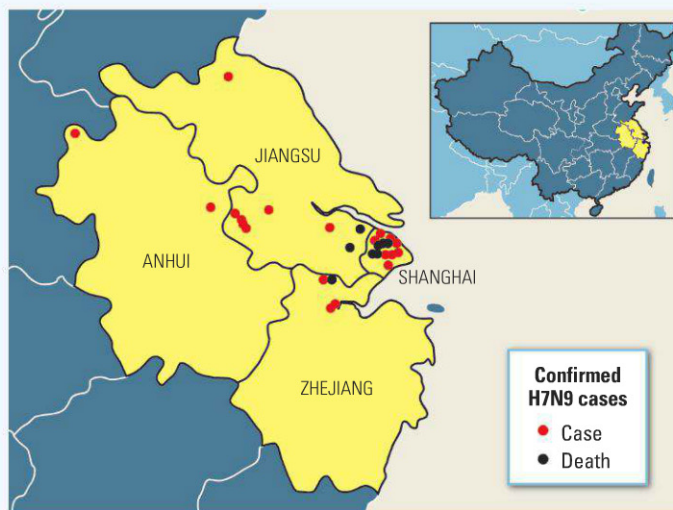 JIANGSU
ANHUI
SHANGHAI
ZHEJIANG
Confirmed
H7N9 cases
Case
Death